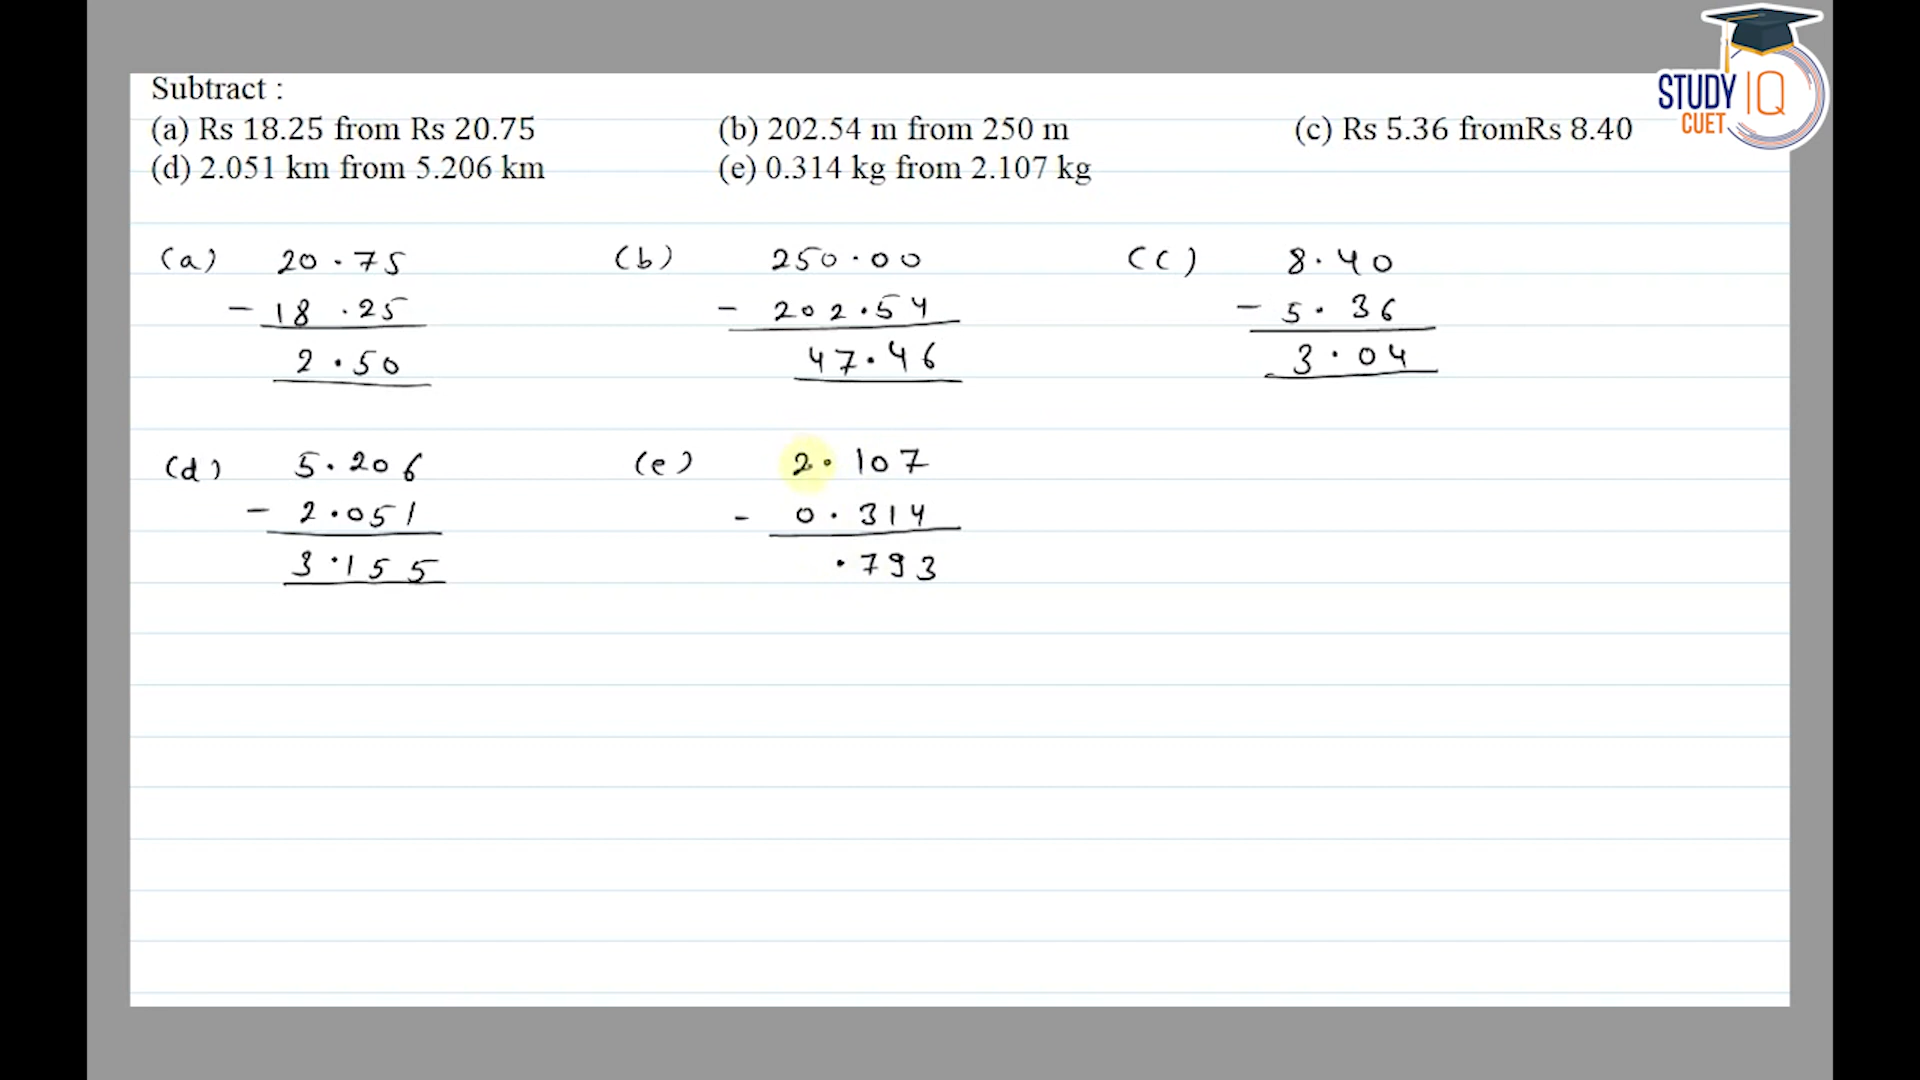 STUDY IQ
CUET
Subtract :
(a) Rs 18.25 from Rs 20.75 (b) 202.54 m from 250 m (c) Rs 5.36 fromRs 8.40
(d) 2.051 km from 5.206 km (e) 0.314 kg from 2.107 kg
(a) 20.75 (b) 250.00 (c) 8.40
- 18.25 - 202.54 - 5.36
2.50 47.46 3.04
(d) 5.206 (e) 2.107
- 2.051 - 0.314
3.155 .793